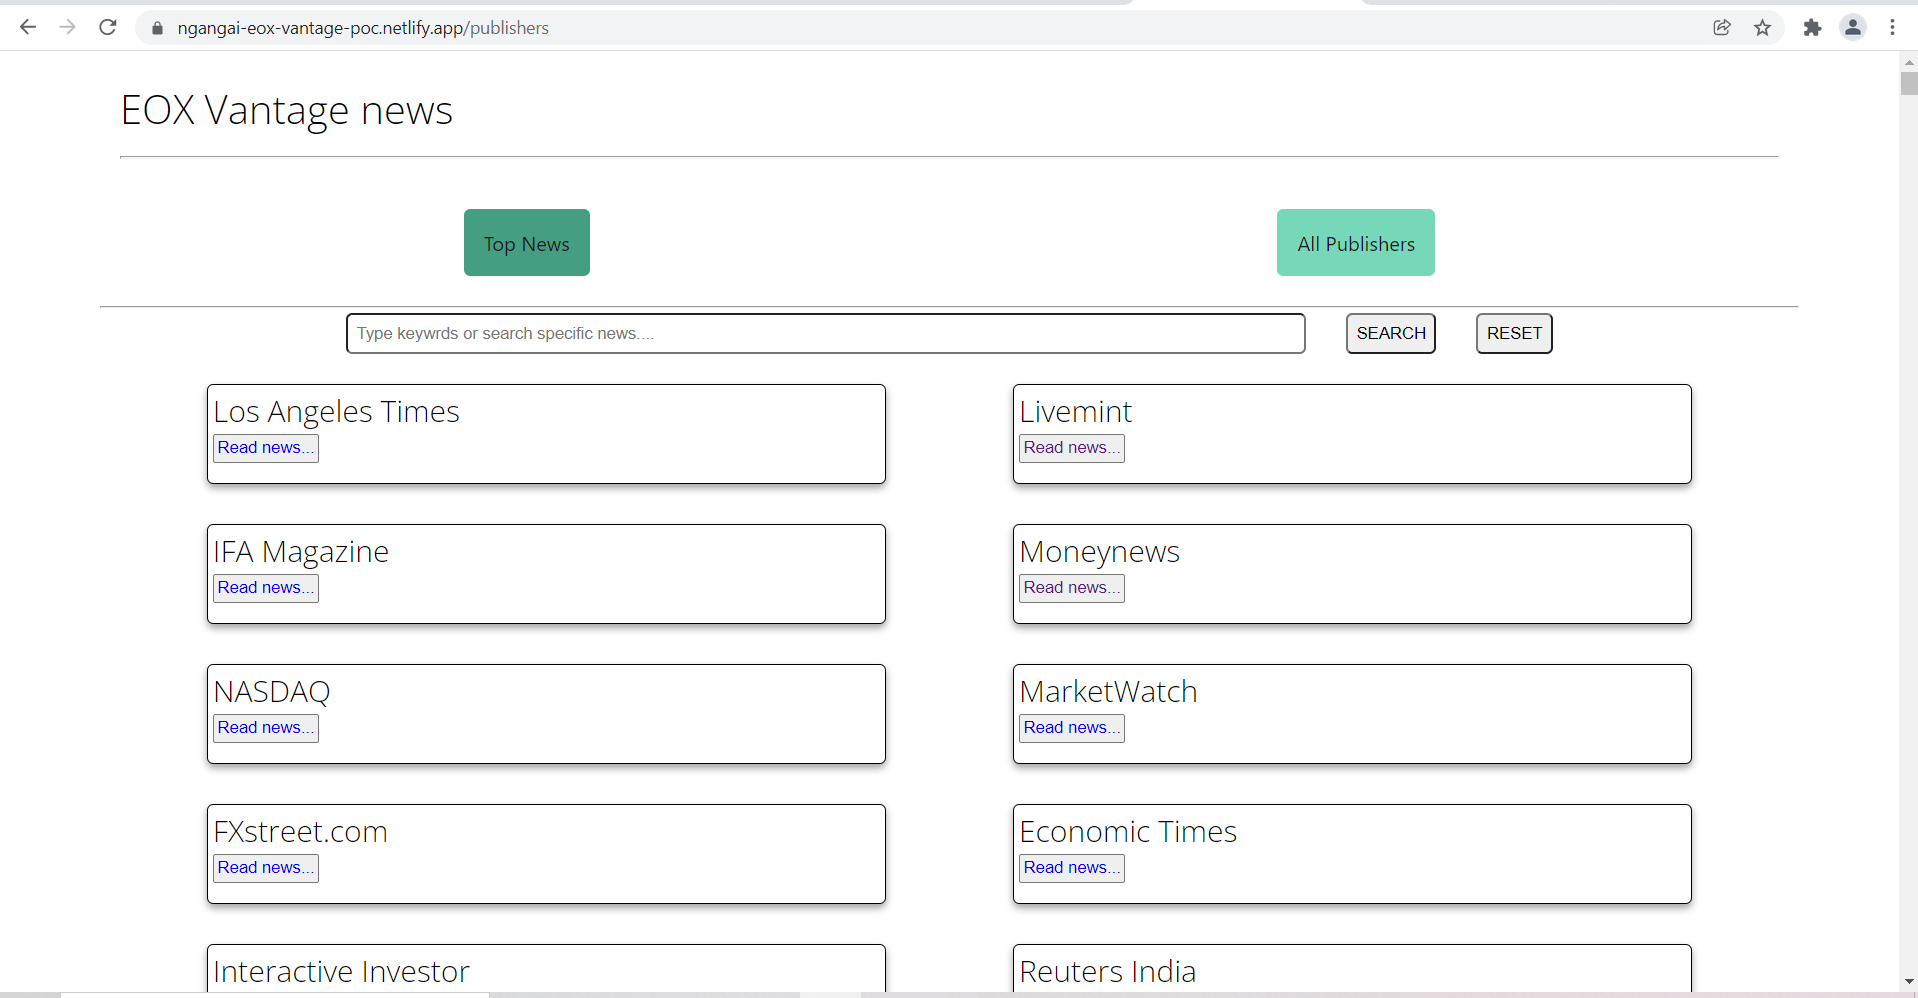 ngangai-eox-vantage-poc.netlify.app/publishers
EOX Vantage news
Top News
All Publishers
Type keywrds or search specific news....
SEARCH
RESET
Los Angeles Times
Read news...
Livemint
Read news...
IFA Magazine
Read news...
Moneynews
Read news...
NASDAQ
Read news...
MarketWatch
Read news...
FXstreet.com
Read news...
Economic Times
Read news...
Interactive Investor
Reuters India